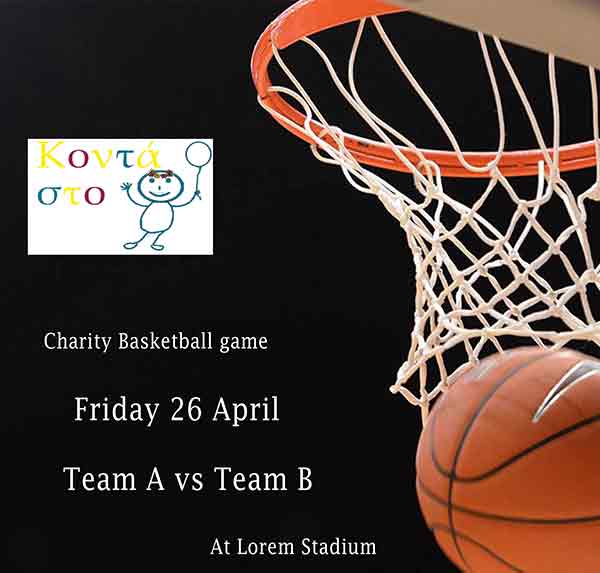 Κοντά
στο
Charity Basketball game
Friday 26 April
Team A vs Team B
At Lorem Stadium